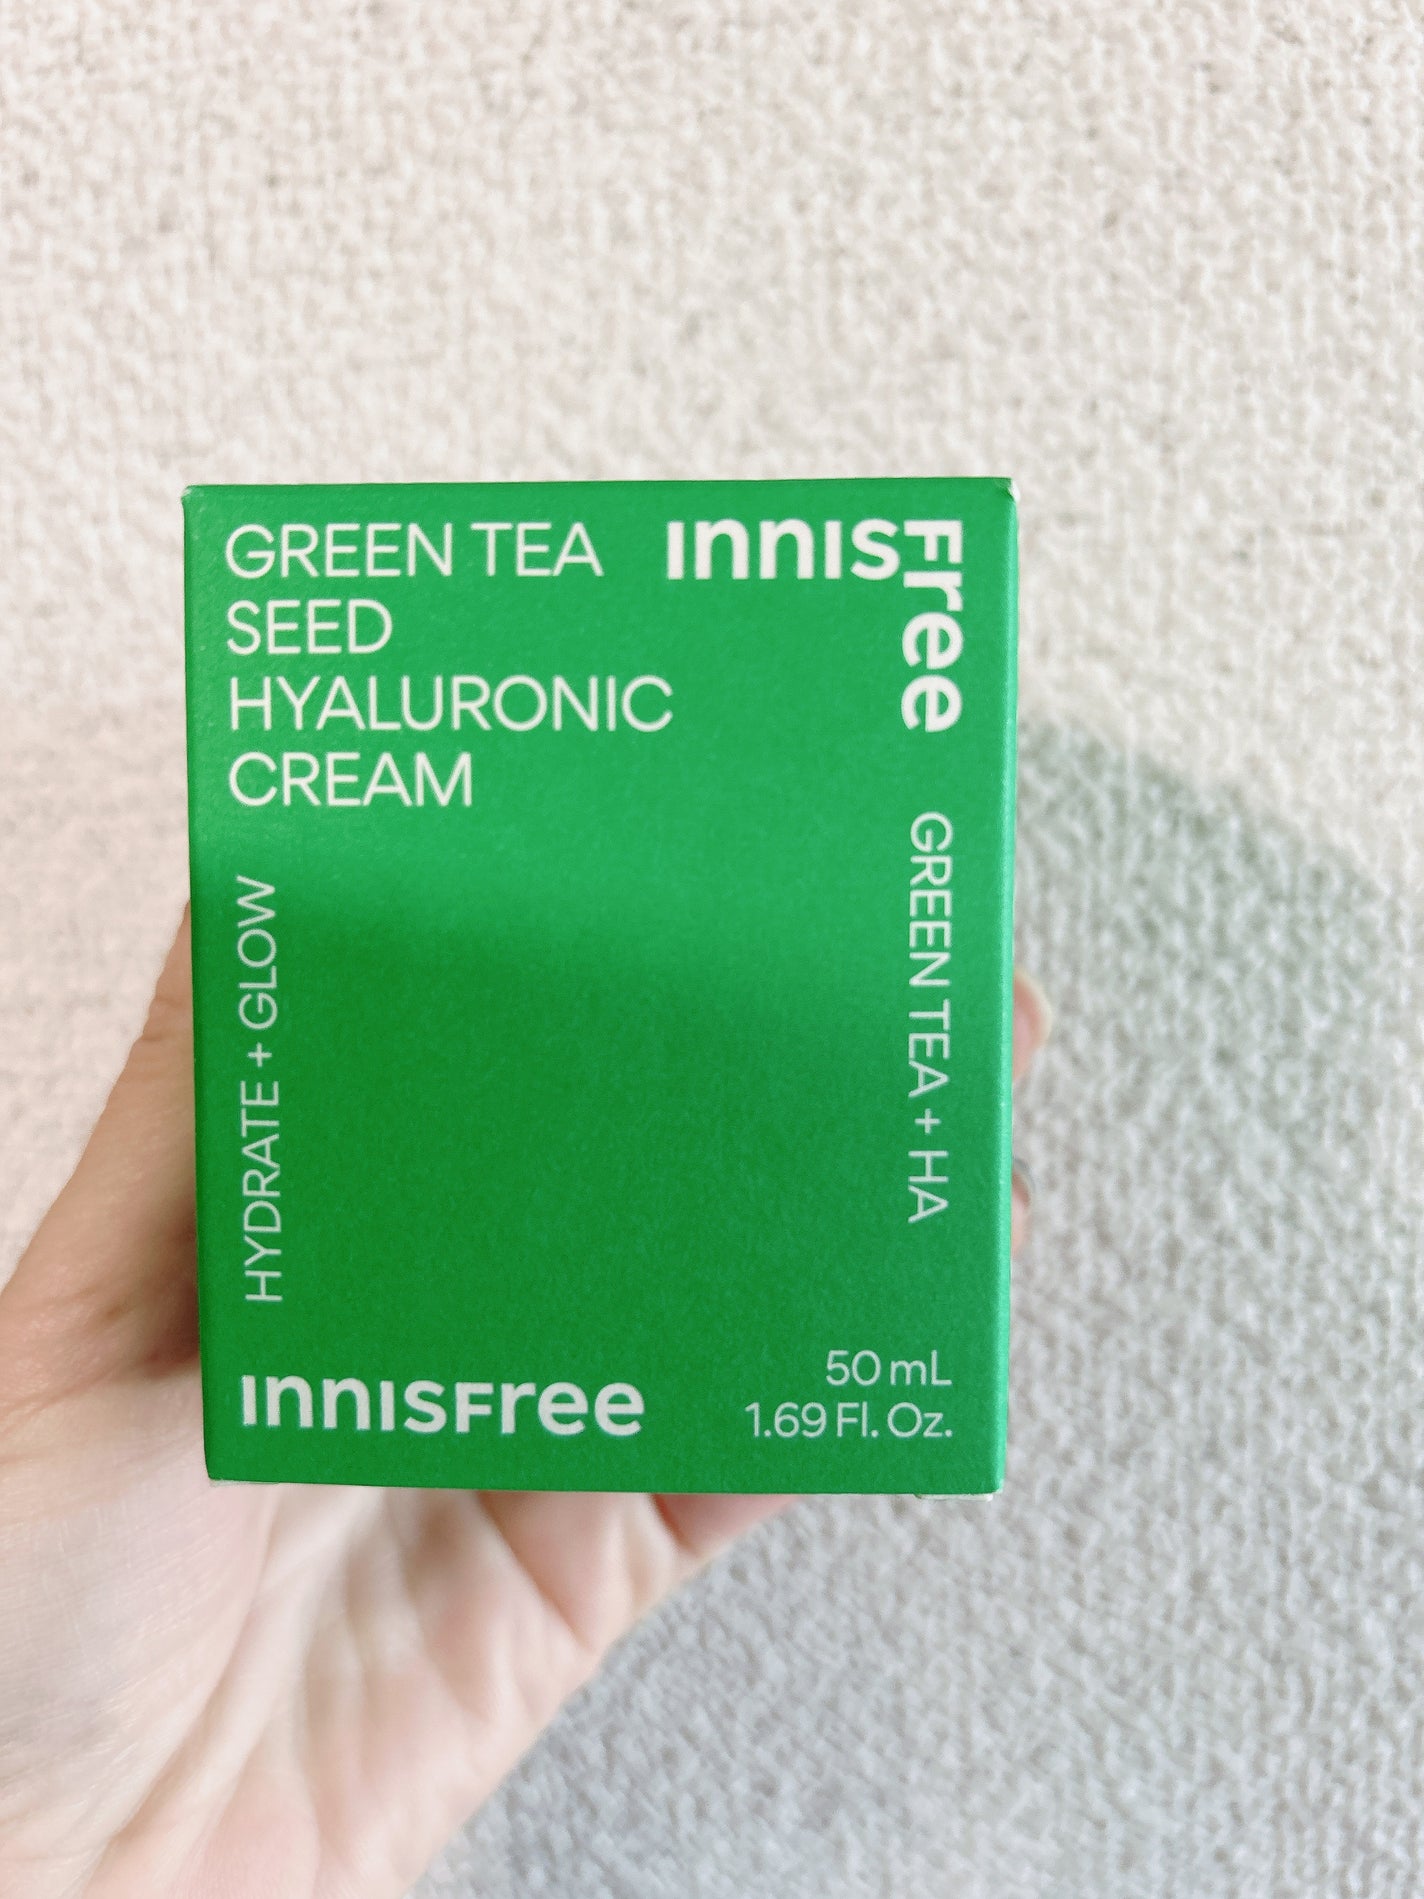 GREEN TEA
SEED
HYALURONIC
CREAM
innisFree
HYDRATE + GLOW
GREEN TEA + HA
innisFree
50 mL
1.69 Fl. Oz.